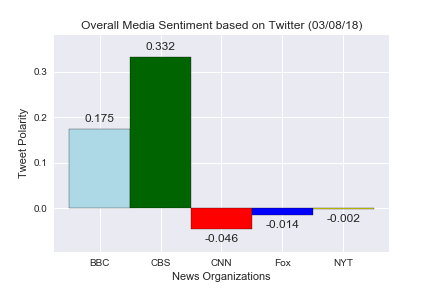 Overall Media Sentiment based on Twitter (03/08/18)
Tweet Polarity
0.3
0.2
0.1
0.0
0.175
0.332
-0.046
-0.014
-0.002
BBC CBS CNN Fox NYT
News Organizations